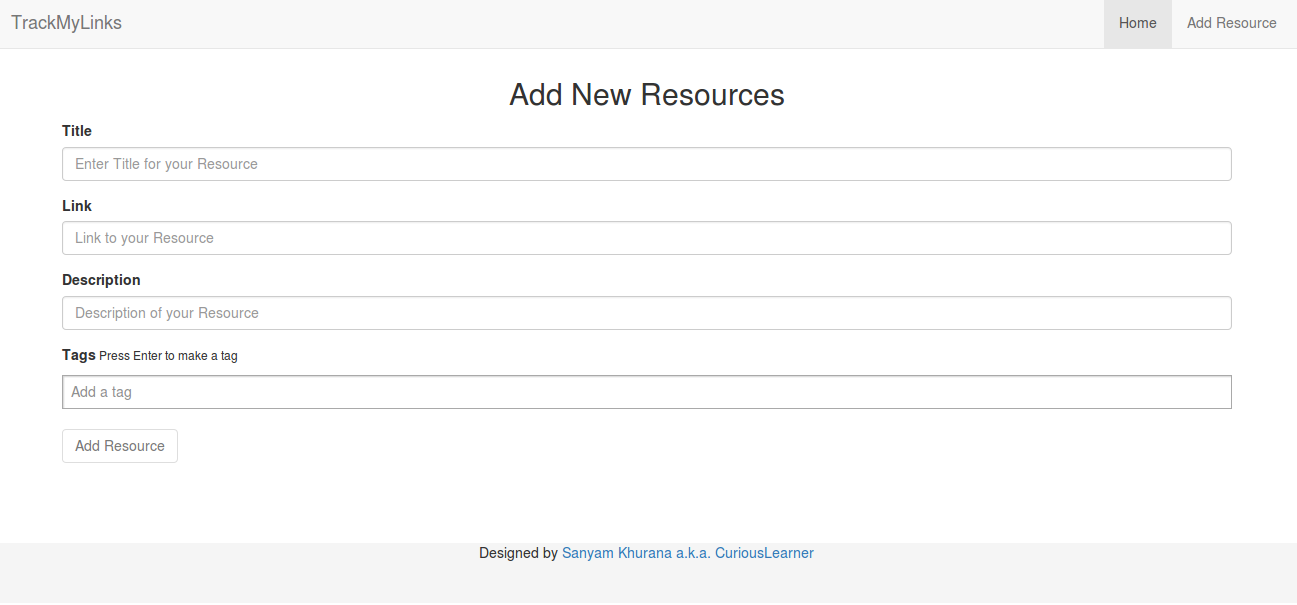 TrackMyLinks Home Add Resource
Add New Resources
Title
Enter Title for your Resource
Link
Link to your Resource
Description
Description of your Resource
Tags Press Enter to make a tag
Add a tag
Add Resource
Designed by Sanyam Khurana a.k.a. CuriousLearner